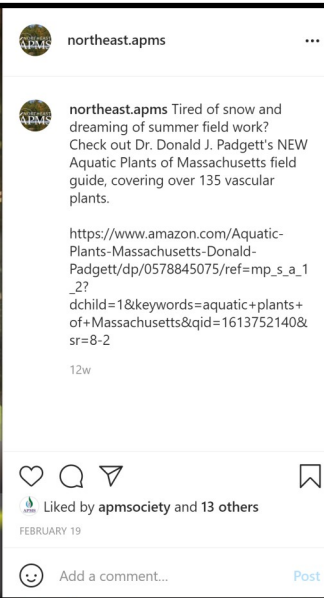 northeast.apms
northeast.apms Tired of snow and
dreaming of summer field work?
Check out Dr. Donald J. Padgett's NEW
Aquatic Plants of Massachusetts field
guide, covering over 135 vascular
plants.
https://www.amazon.com/Aquatic-
Plants-Massachusetts-Donald-
Padgett/dp/0578845075/ref=mp_s_a_1
_2?
dchild=1&keywords=aquatic+plants+
of+Massachusetts&qid=1613752140&
sr=8-2
12w
Liked by apmsociety and 13 others
FEBRUARY 19
Add a comment...
Post